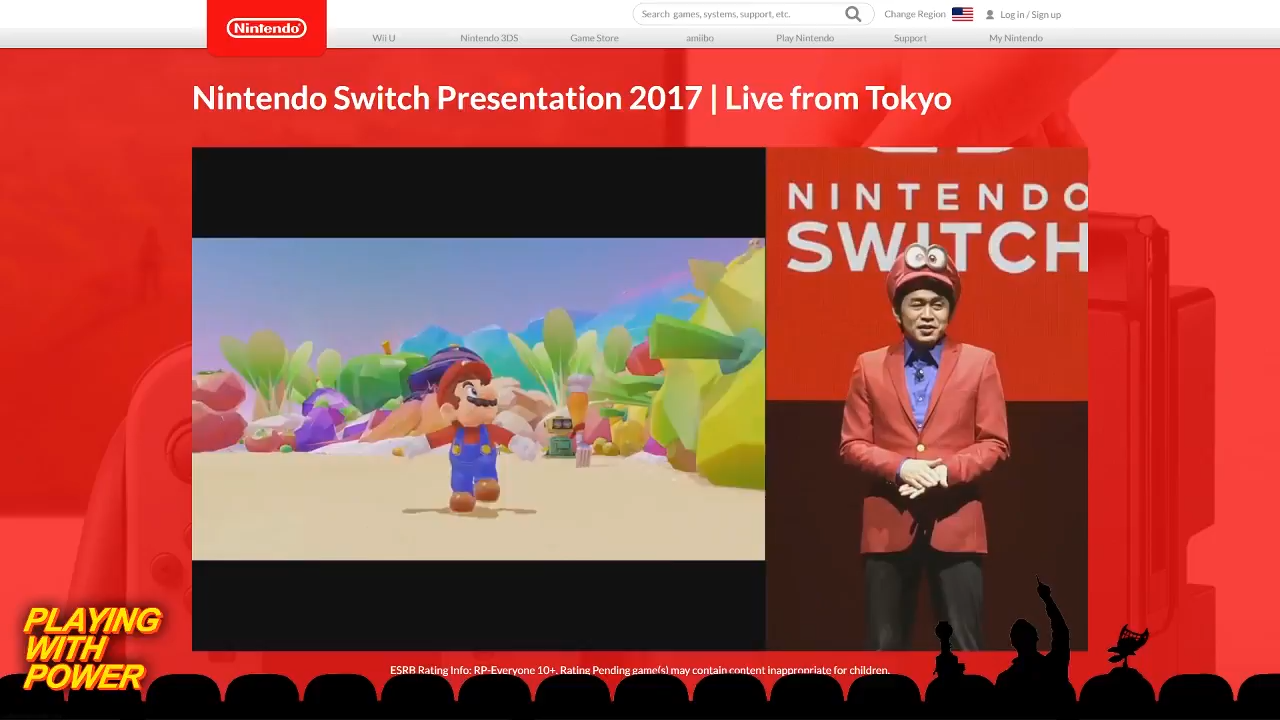 Search games, systems, support, etc.
Change Region
Log in / Sign up
Nintendo
Wii U
Nintendo 3DS
Game Store
amiibo
Play Nintendo
Support
My Nintendo
Nintendo Switch Presentation 2017 | Live from Tokyo
NINTENDO
SWITCH
PLAYING
WITH
POWER
ESRB Rating Info: RP-Everyone 10+, Rating Pending game(s) may contain content inappropriate for children.